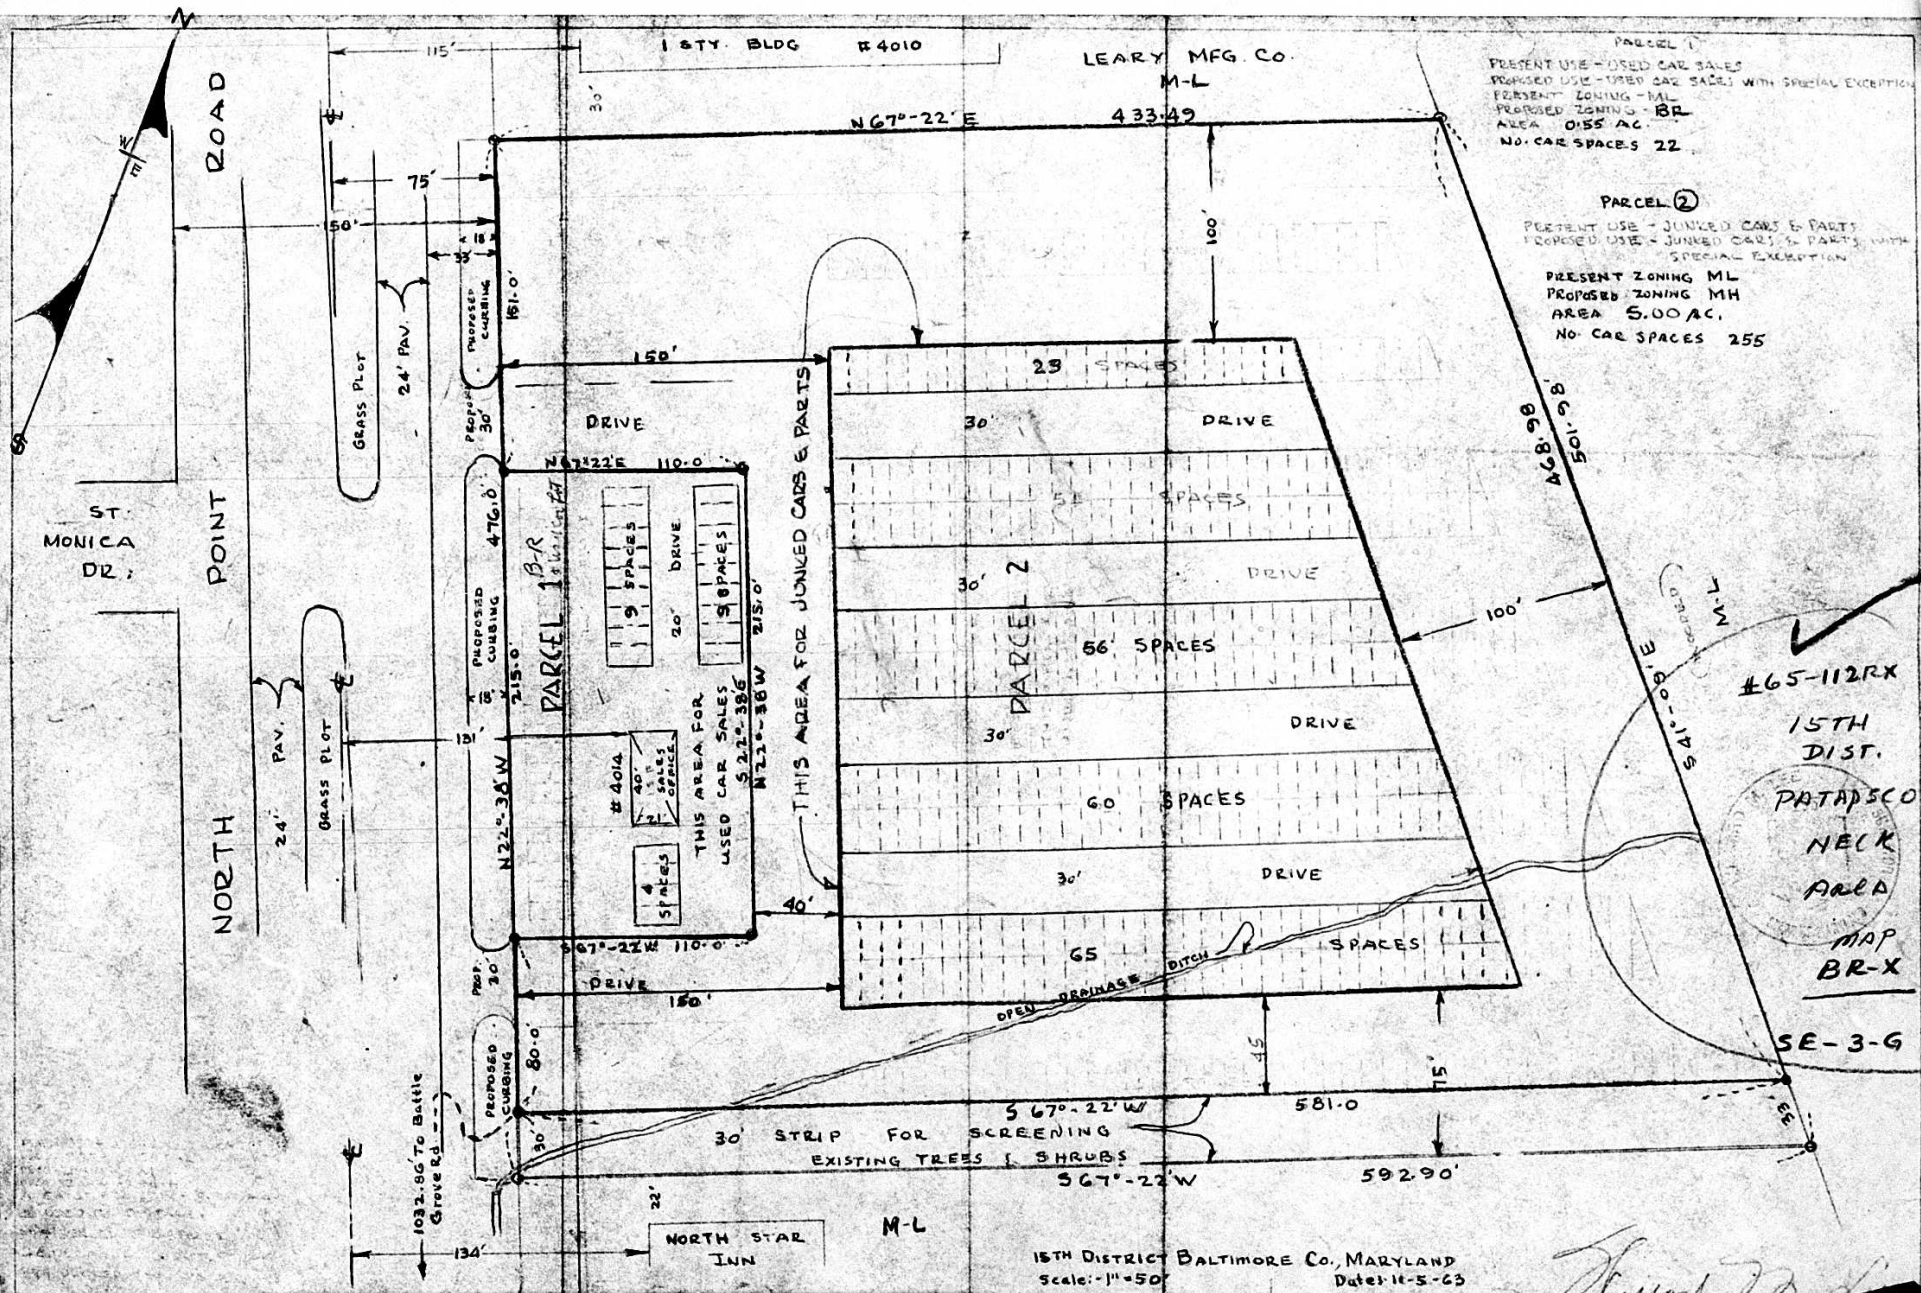 N
S
ROAD
POINT
NORTH
ST.
MONICA
DR.
115'
1 STY. BLDG #4010
30'
LEARY MFG. CO.
M-L
N 67°-22' E 433.49
PARCEL 1
PRESENT USE - USED CAR SALES
PROPOSED USE - USED CAR SALES WITH SPECIAL EXCEPTION
PRESENT ZONING - ML
PROPOSED ZONING - BR
AREA 0.55 AC.
NO. CAR SPACES 22
PARCEL 2
PRESENT USE - JUNKED CARS & PARTS
PROPOSED USE - JUNKED CARS & PARTS WITH
SPECIAL EXCEPTION
PRESENT ZONING ML
PROPOSED ZONING MH
AREA 5.00 AC.
NO. CAR SPACES 255
75'
150'
18'
33'
PROPOSED
CURBING
151.0'
100'
GRASS PLOT
24' PAV.
150'
23 SPACES
PROPOSED
30'
DRIVE
30' DRIVE
N 67°22'E 110.0
SPACES
476.0'
PROPOSED
CURBING
18'
215.0'
N22°-38'W
PARCEL 1
B-R
9 SPACES
20' DRIVE
9 SPACES
215.0'
S 22°-38E
N 22°-38W
THIS AREA FOR
USED CAR SALES
THIS AREA FOR JUNKED CARS & PARTS
PARCEL 2
30' DRIVE
56 SPACES
30' DRIVE
60 SPACES
30' DRIVE
65 SPACES
468.98
501.98'
100'
S 41°-09' E
M-L
24' PAV.
GRASS PLOT
131'
#4014
40'
SALES
OFFICE
21'
4
SPACES
40'
S 67°-22'W 110.0
PROP.
30'
DRIVE
150'
OPEN DRAINAGE DITCH
PROPOSED
CURBING
80.0'
45
75'
S 67°-22'W 581.0
33
30'
30' STRIP FOR SCREENING
EXISTING TREES & SHRUBS
S 67°-22'W 592.90'
1032.86' To Battle
Grove Rd.
22'
134'
NORTH STAR
INN
M-L
15TH DISTRICT BALTIMORE CO., MARYLAND
Scale:-1"=50'
Date: 11-5-63
#65-112RX
15TH
DIST.
PATAPSCO
NECK
AREA
MAP
BR-X
SE-3-G